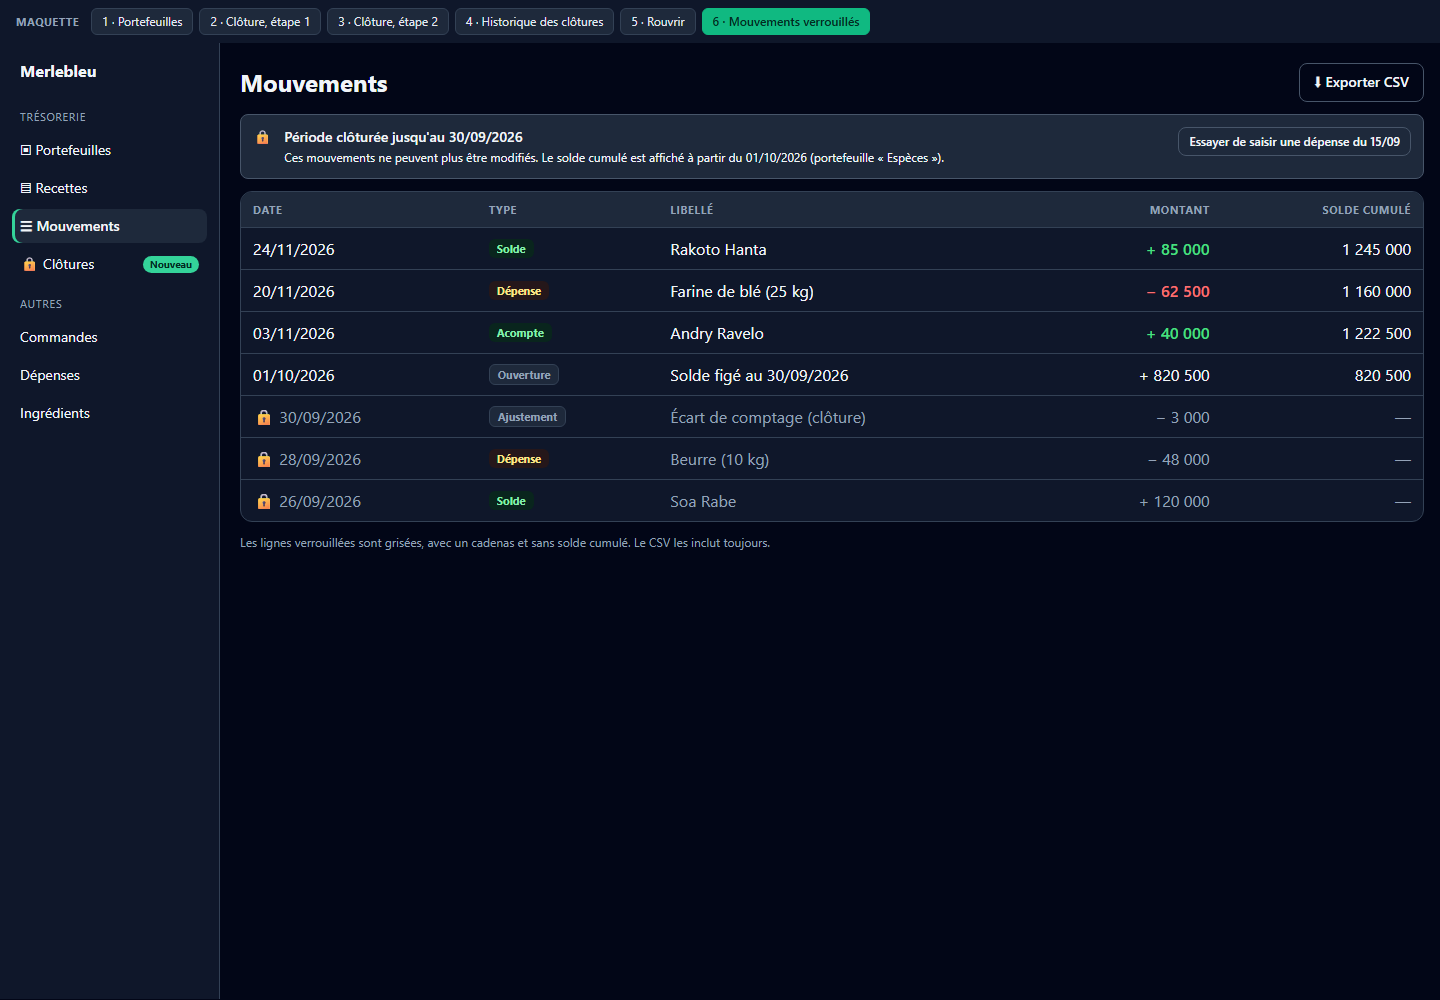 MAQUETTE 1 · Portefeuilles 2 · Clôture, étape 1 3 · Clôture, étape 2 4 · Historique des clôtures 5 · Rouvrir 6 · Mouvements verrouillés
Merlebleu
TRÉSORERIE
Portefeuilles
Recettes
Mouvements
Clôtures Nouveau
AUTRES
Commandes
Dépenses
Ingrédients
Mouvements
⬇ Exporter CSV
Période clôturée jusqu'au 30/09/2026
Ces mouvements ne peuvent plus être modifiés. Le solde cumulé est affiché à partir du 01/10/2026 (portefeuille « Espèces »).
Essayer de saisir une dépense du 15/09
DATE TYPE LIBELLÉ MONTANT SOLDE CUMULÉ
24/11/2026 Solde Rakoto Hanta + 85 000 1 245 000
20/11/2026 Dépense Farine de blé (25 kg) − 62 500 1 160 000
03/11/2026 Acompte Andry Ravelo + 40 000 1 222 500
01/10/2026 Ouverture Solde figé au 30/09/2026 + 820 500 820 500
30/09/2026 Ajustement Écart de comptage (clôture) − 3 000 —
28/09/2026 Dépense Beurre (10 kg) − 48 000 —
26/09/2026 Solde Soa Rabe + 120 000 —
Les lignes verrouillées sont grisées, avec un cadenas et sans solde cumulé. Le CSV les inclut toujours.